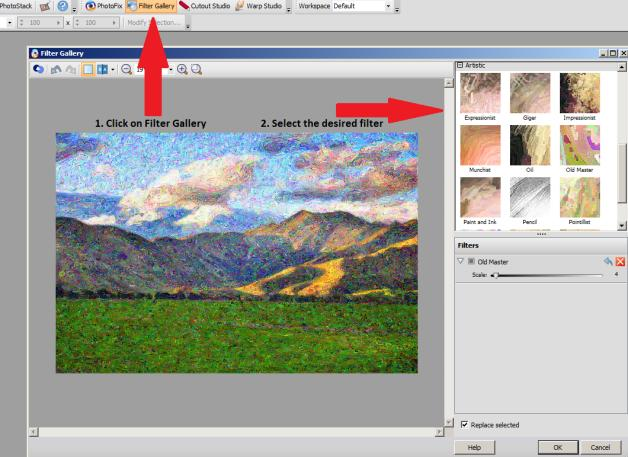 PhotoStack PhotoFix Filter Gallery Cutout Studio Warp Studio Workspace Default
100 x 100 Modify Selection...
Filter Gallery
Artistic
1. Click on Filter Gallery 2. Select the desired filter
Expressionist Giger Impressionist
Munchist Oil Old Master
Paint and Ink Pencil Pointillist
Filters
Old Master
Scale: 4
Replace selected
Help OK Cancel